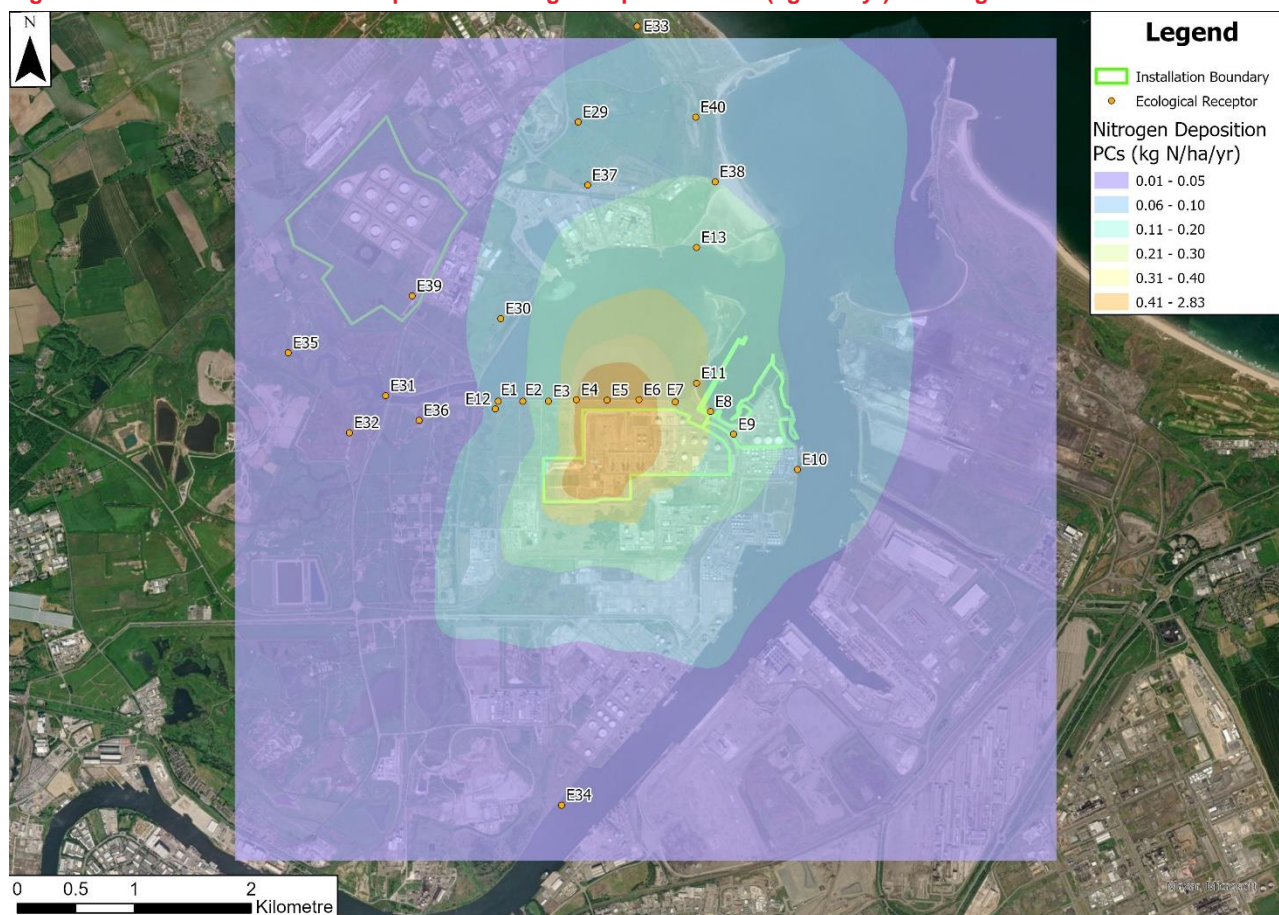 N
E33
Legend
Installation Boundary
Ecological Receptor
Nitrogen Deposition
PCs (kg N/ha/yr)
0.01 - 0.05
0.06 - 0.10
0.11 - 0.20
0.21 - 0.30
0.31 - 0.40
0.41 - 2.83
E29
E40
E37
E38
E13
E39
E30
E35
E31
E11
E1
E2
E3
E4
E5
E6
E7
E12
E8
E36
E32
E9
E10
E34
0 0.5 1 2
Kilometre
Microsoft